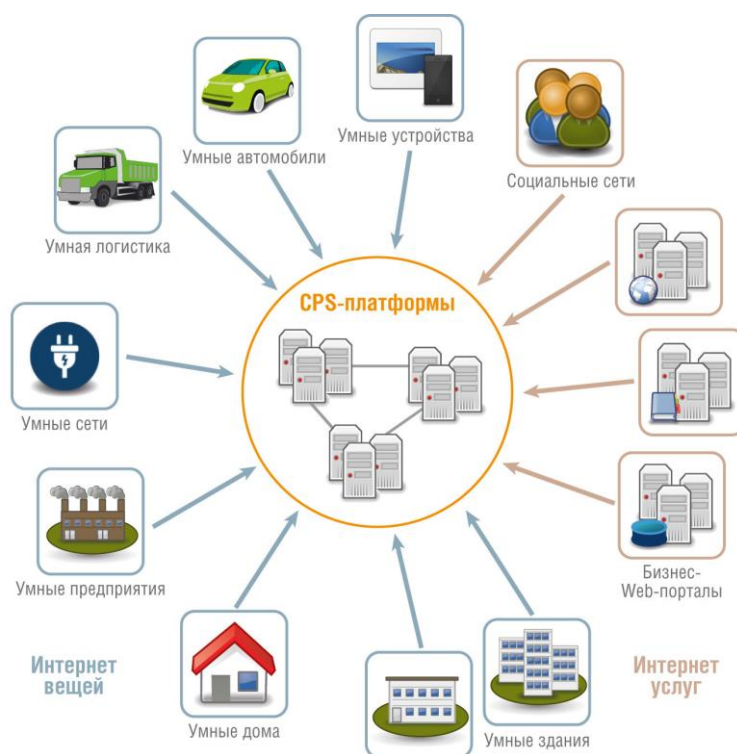 Умные устройства
Умные автомобили
Социальные сети
Умная логистика
CPS-платформы
Умные сети
Умные предприятия
Бизнес-
Web-порталы
Интернет
вещей
Интернет
услуг
Умные дома
Умные здания